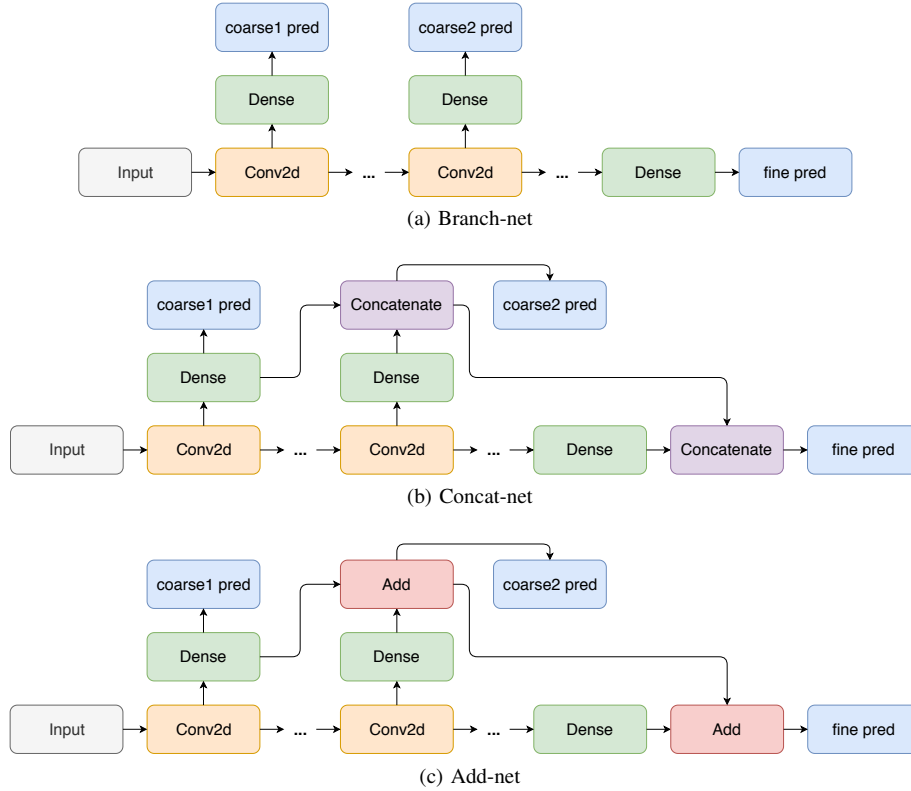 coarse1 pred
coarse2 pred
Dense
Dense
Input
Conv2d
...
Conv2d
...
Dense
fine pred
(a) Branch-net
coarse1 pred
Concatenate
coarse2 pred
Dense
Dense
Input
Conv2d
...
Conv2d
...
Dense
Concatenate
fine pred
(b) Concat-net
coarse1 pred
Add
coarse2 pred
Dense
Dense
Input
Conv2d
...
Conv2d
...
Dense
Add
fine pred
(c) Add-net